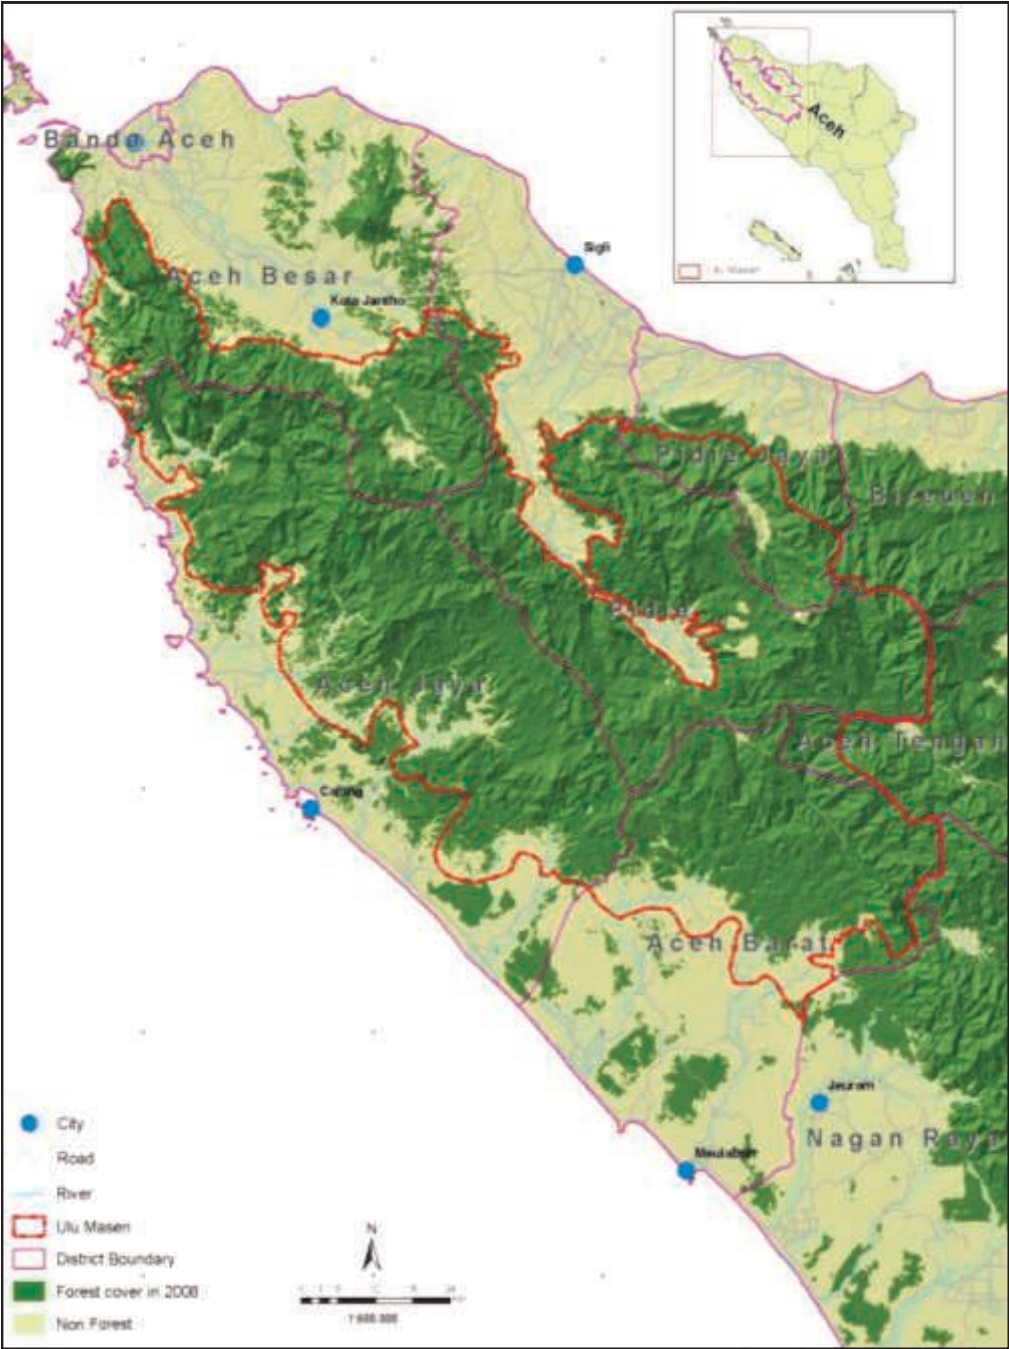 Banda Aceh
Aceh
Sigli
Aceh Besar
Kota Jantho
Pidie Jaya
Bireuen
Pidie
Aceh Jaya
Aceh Tengah
Calang
Aceh Barat
Jeuram
Nagan Raya
Meulaboh
City
Road
River
Ulu Masen
District Boundary
Forest cover in 2008
Non Forest
N